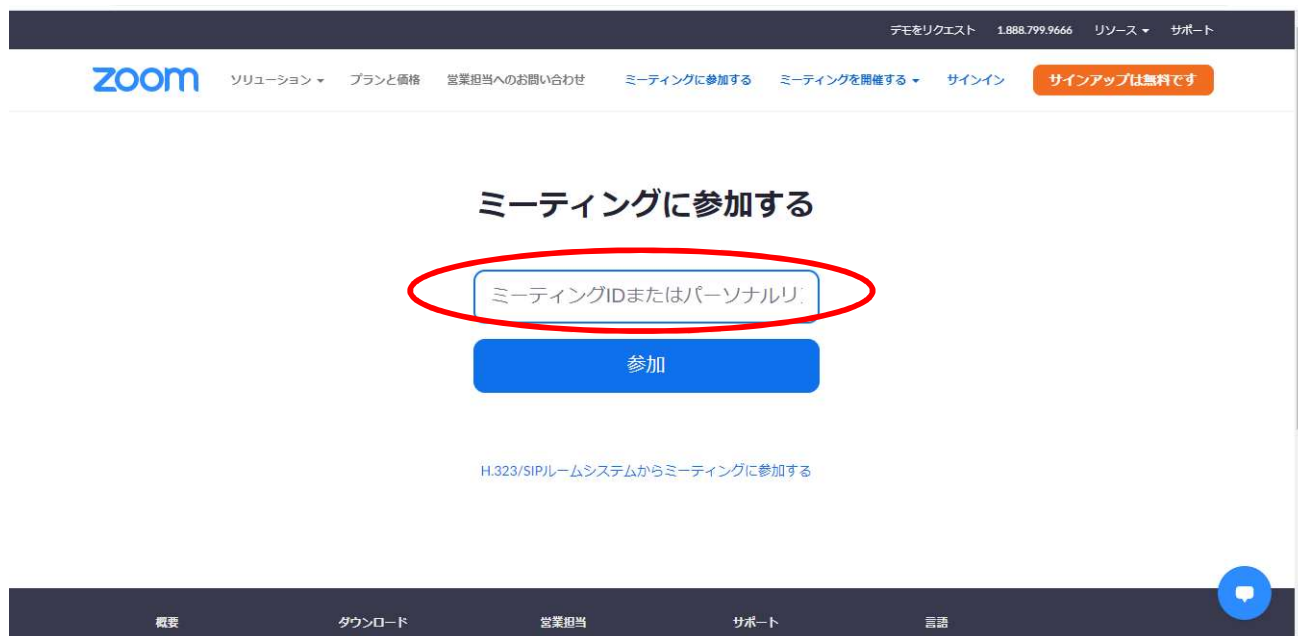 デモをリクエスト 1.888.799.9666 リソース サポート
zoom ソリューション プランと価格 営業担当へのお問い合わせ ミーティングに参加する ミーティングを開催する サインイン サインアップは無料です
ミーティングに参加する
ミーティングIDまたはパーソナルリ
参加
H.323/SIPルームシステムからミーティングに参加する
概要 ダウンロード 営業担当 サポート 言語